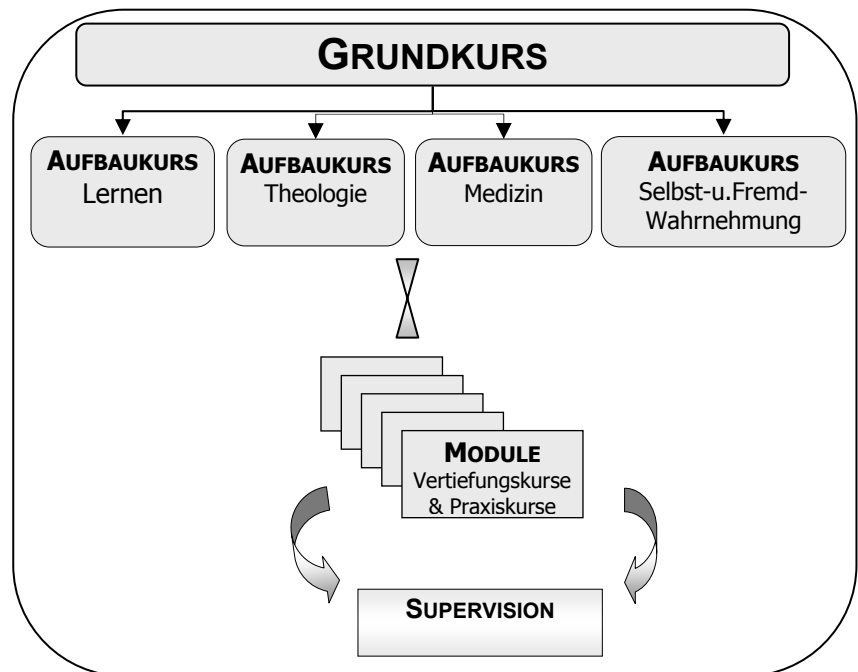 GRUNDKURS
AUFBAUKURS
Lernen
AUFBAUKURS
Theologie
AUFBAUKURS
Medizin
AUFBAUKURS
Selbst-u.Fremd-
Wahrnehmung
MODULE
Vertiefungskurse
& Praxiskurse
SUPERVISION